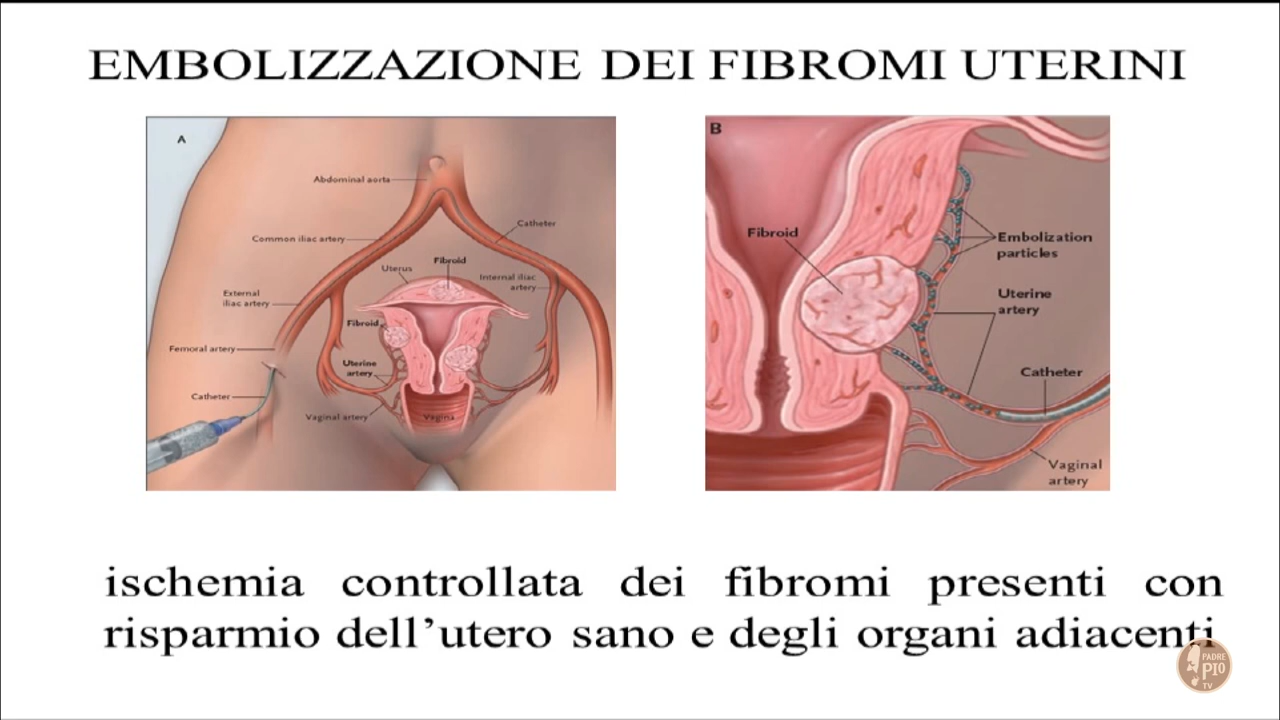 EMBOLIZZAZIONE DEI FIBROMI UTERINI
A
Abdominal aorta
Catheter
Common iliac artery
Fibroid
Uterus
Internal iliac
artery
External
iliac artery
Fibroid
Femoral artery
Uterine
artery
Catheter
Vaginal artery
Vagina
B
Fibroid
Embolization
particles
Uterine
artery
Catheter
Vaginal
artery
ischemia controllata dei fibromi presenti con
risparmio dell’utero sano e degli organi adiacenti
PADRE
PIO
TV